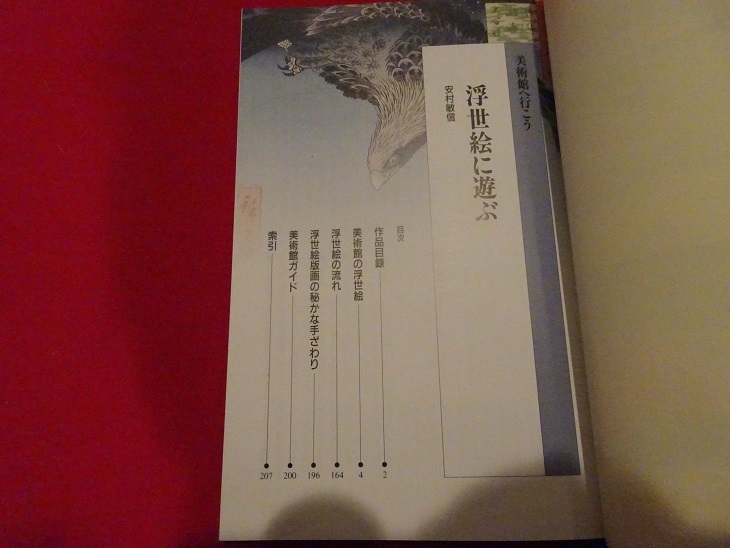 美術館へ行こう
浮世絵に遊ぶ
安村敏信
目次
作品目録 2
美術館の浮世絵 4
浮世絵の流れ 164
浮世絵版画の秘かな手ざわり 196
美術館ガイド 200
索引 207